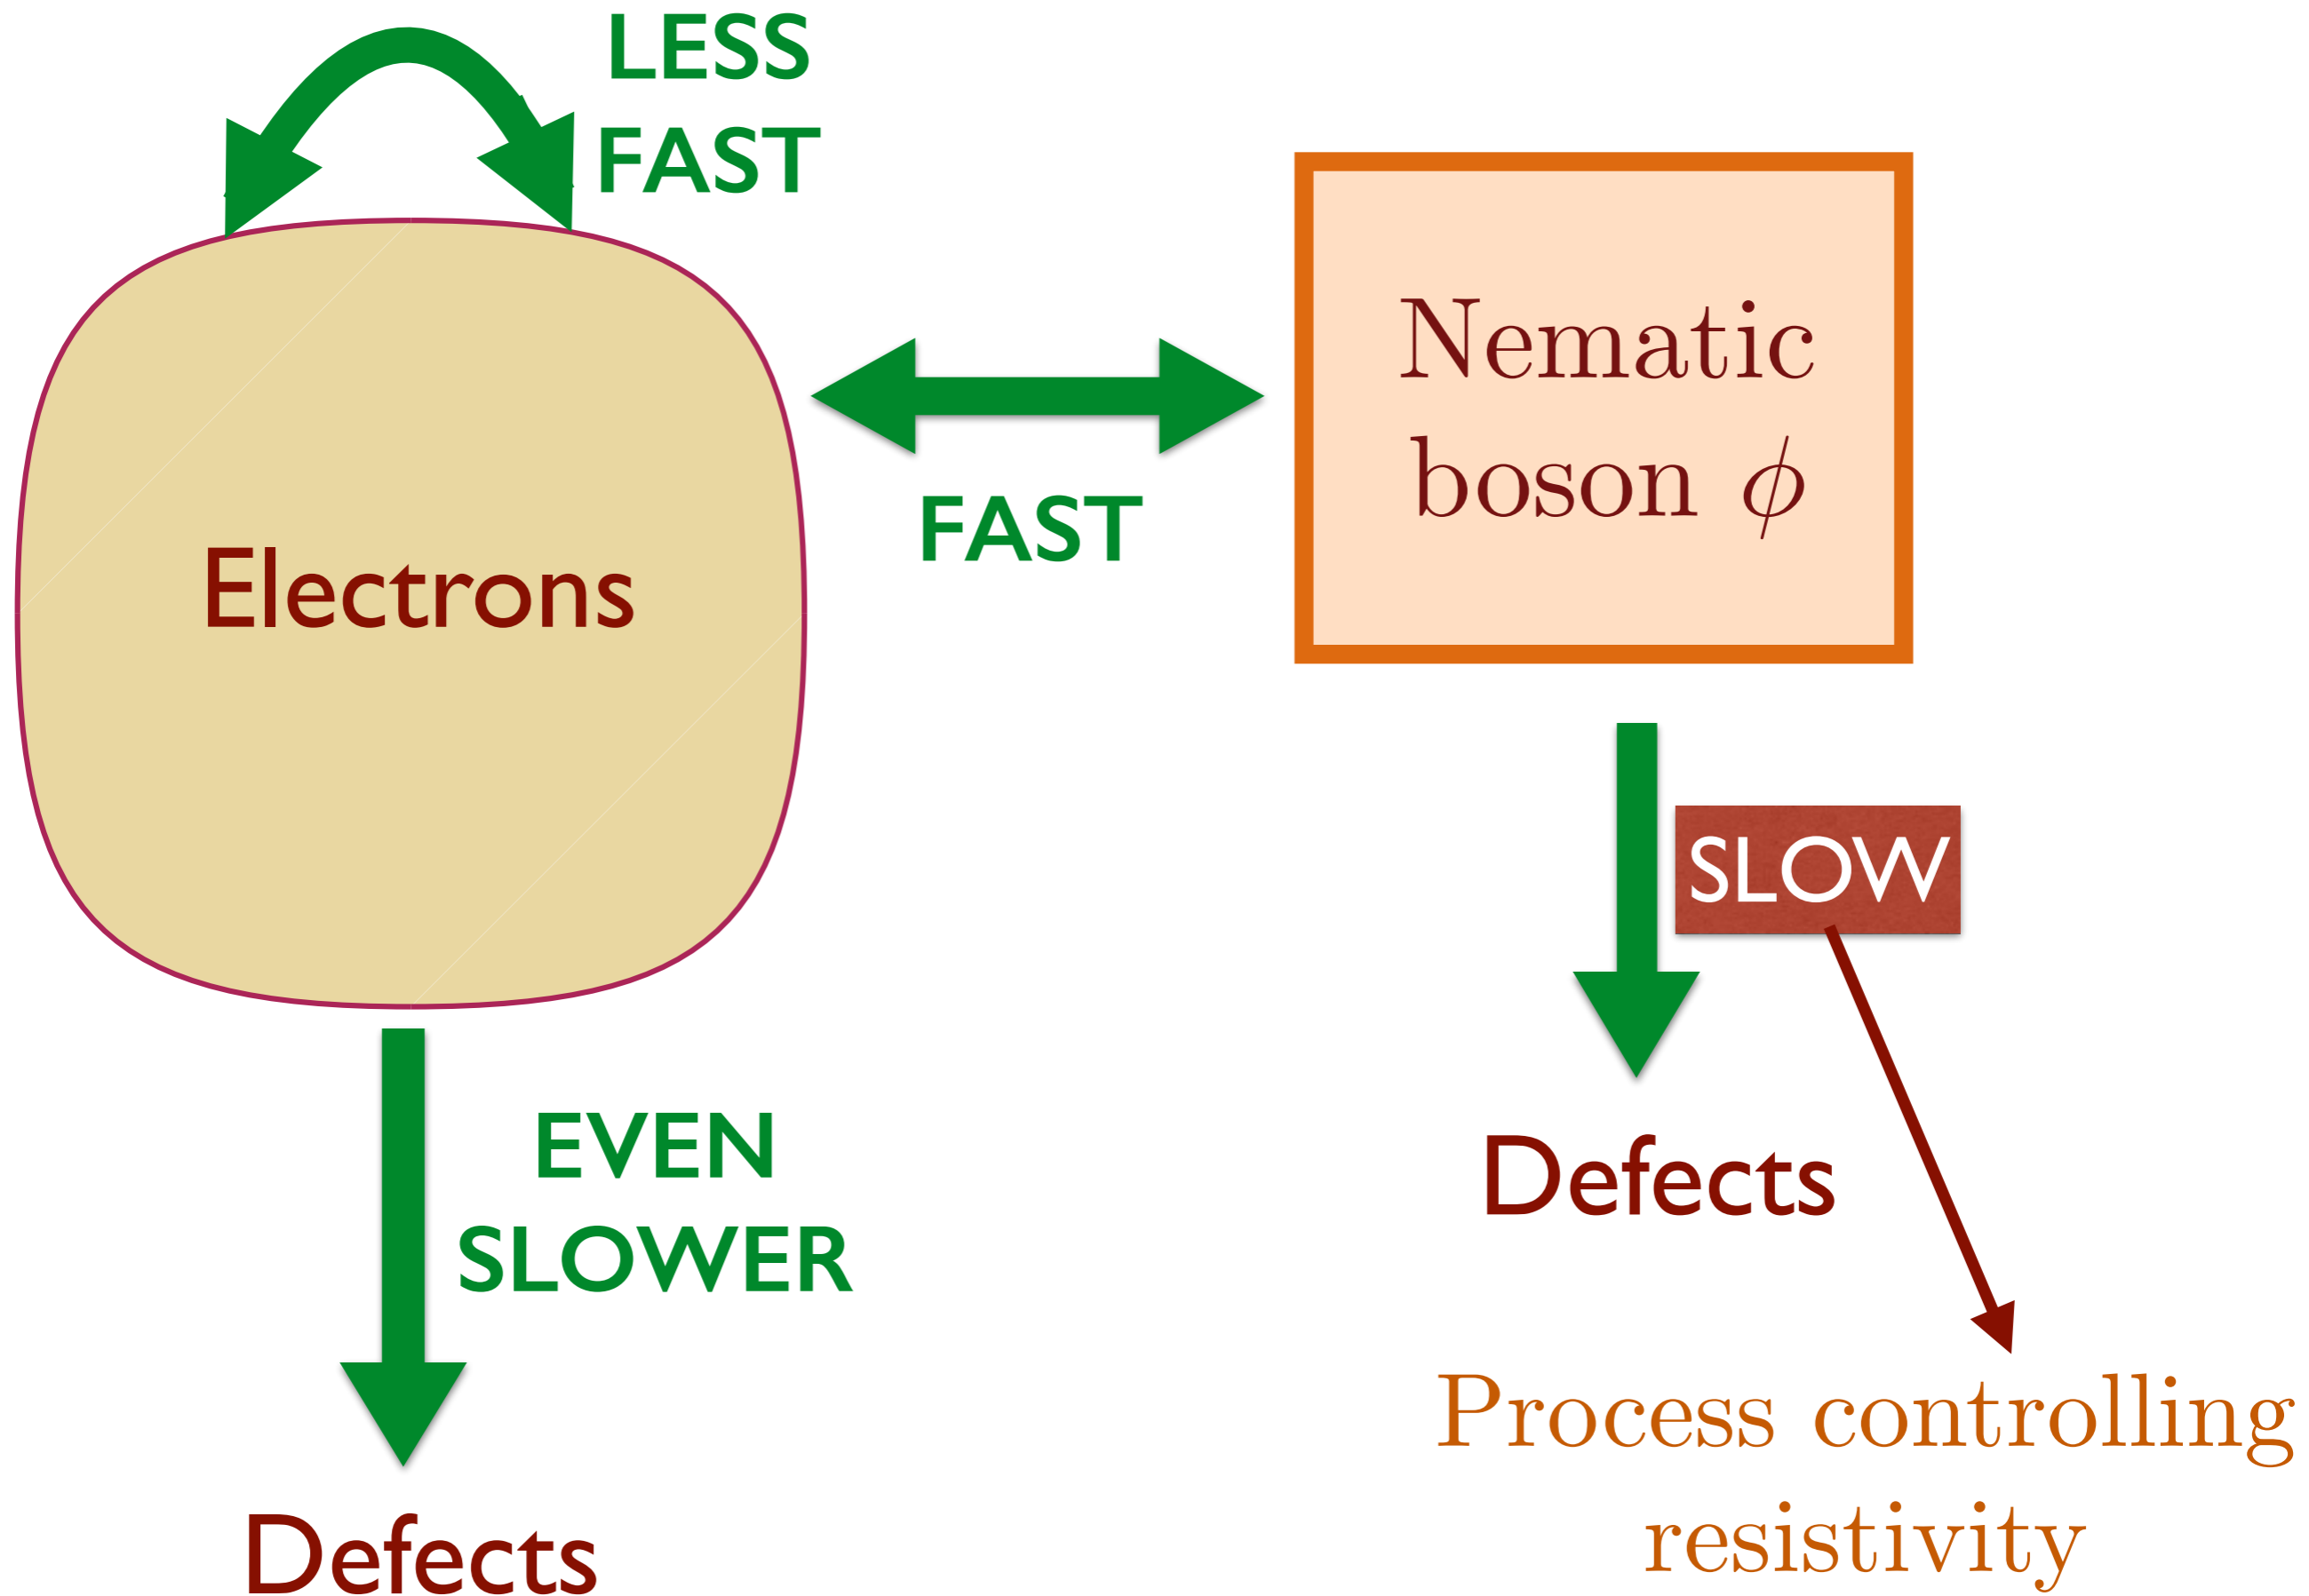 LESS
FAST
Nematic
boson ϕ
FAST
Electrons
SLOW
EVEN
SLOWER
Defects
Process controlling
resistivity
Defects